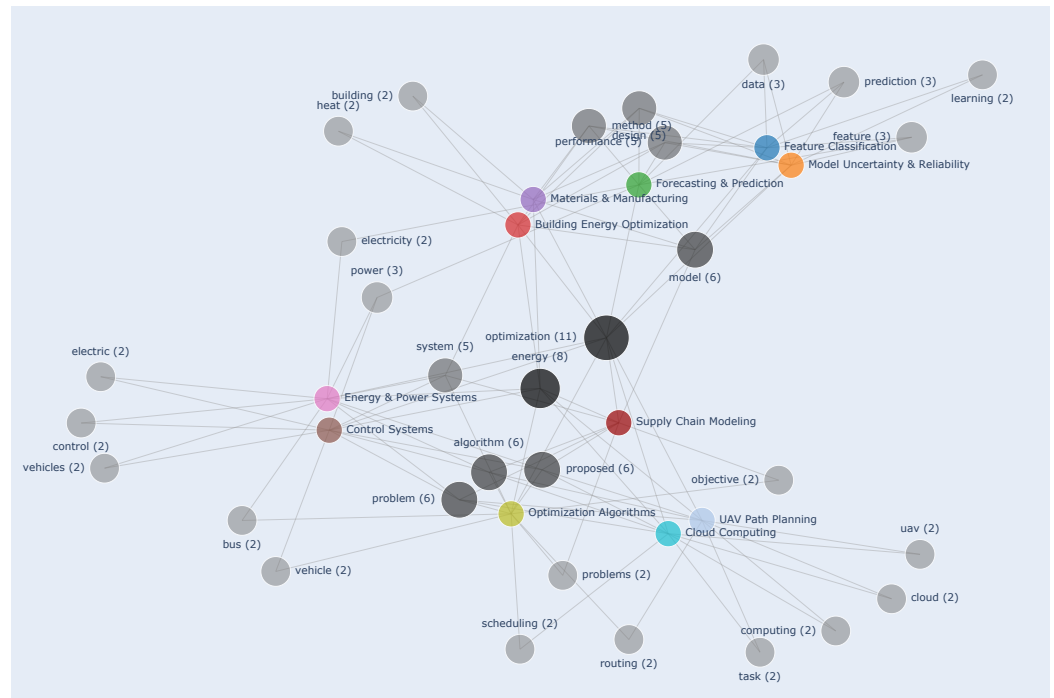 data (3)
prediction (3)
learning (2)
building (2)
heat (2)
method (5)
design (5)
performance (5)
feature (3)
Feature Classification
Model Uncertainty & Reliability
Forecasting & Prediction
Materials & Manufacturing
Building Energy Optimization
electricity (2)
power (3)
model (6)
optimization (11)
system (5)
energy (8)
electric (2)
Energy & Power Systems
Control Systems
Supply Chain Modeling
control (2)
algorithm (6)
vehicles (2)
proposed (6)
objective (2)
problem (6)
Optimization Algorithms
UAV Path Planning
Cloud Computing
uav (2)
bus (2)
vehicle (2)
problems (2)
cloud (2)
scheduling (2)
computing (2)
routing (2)
task (2)